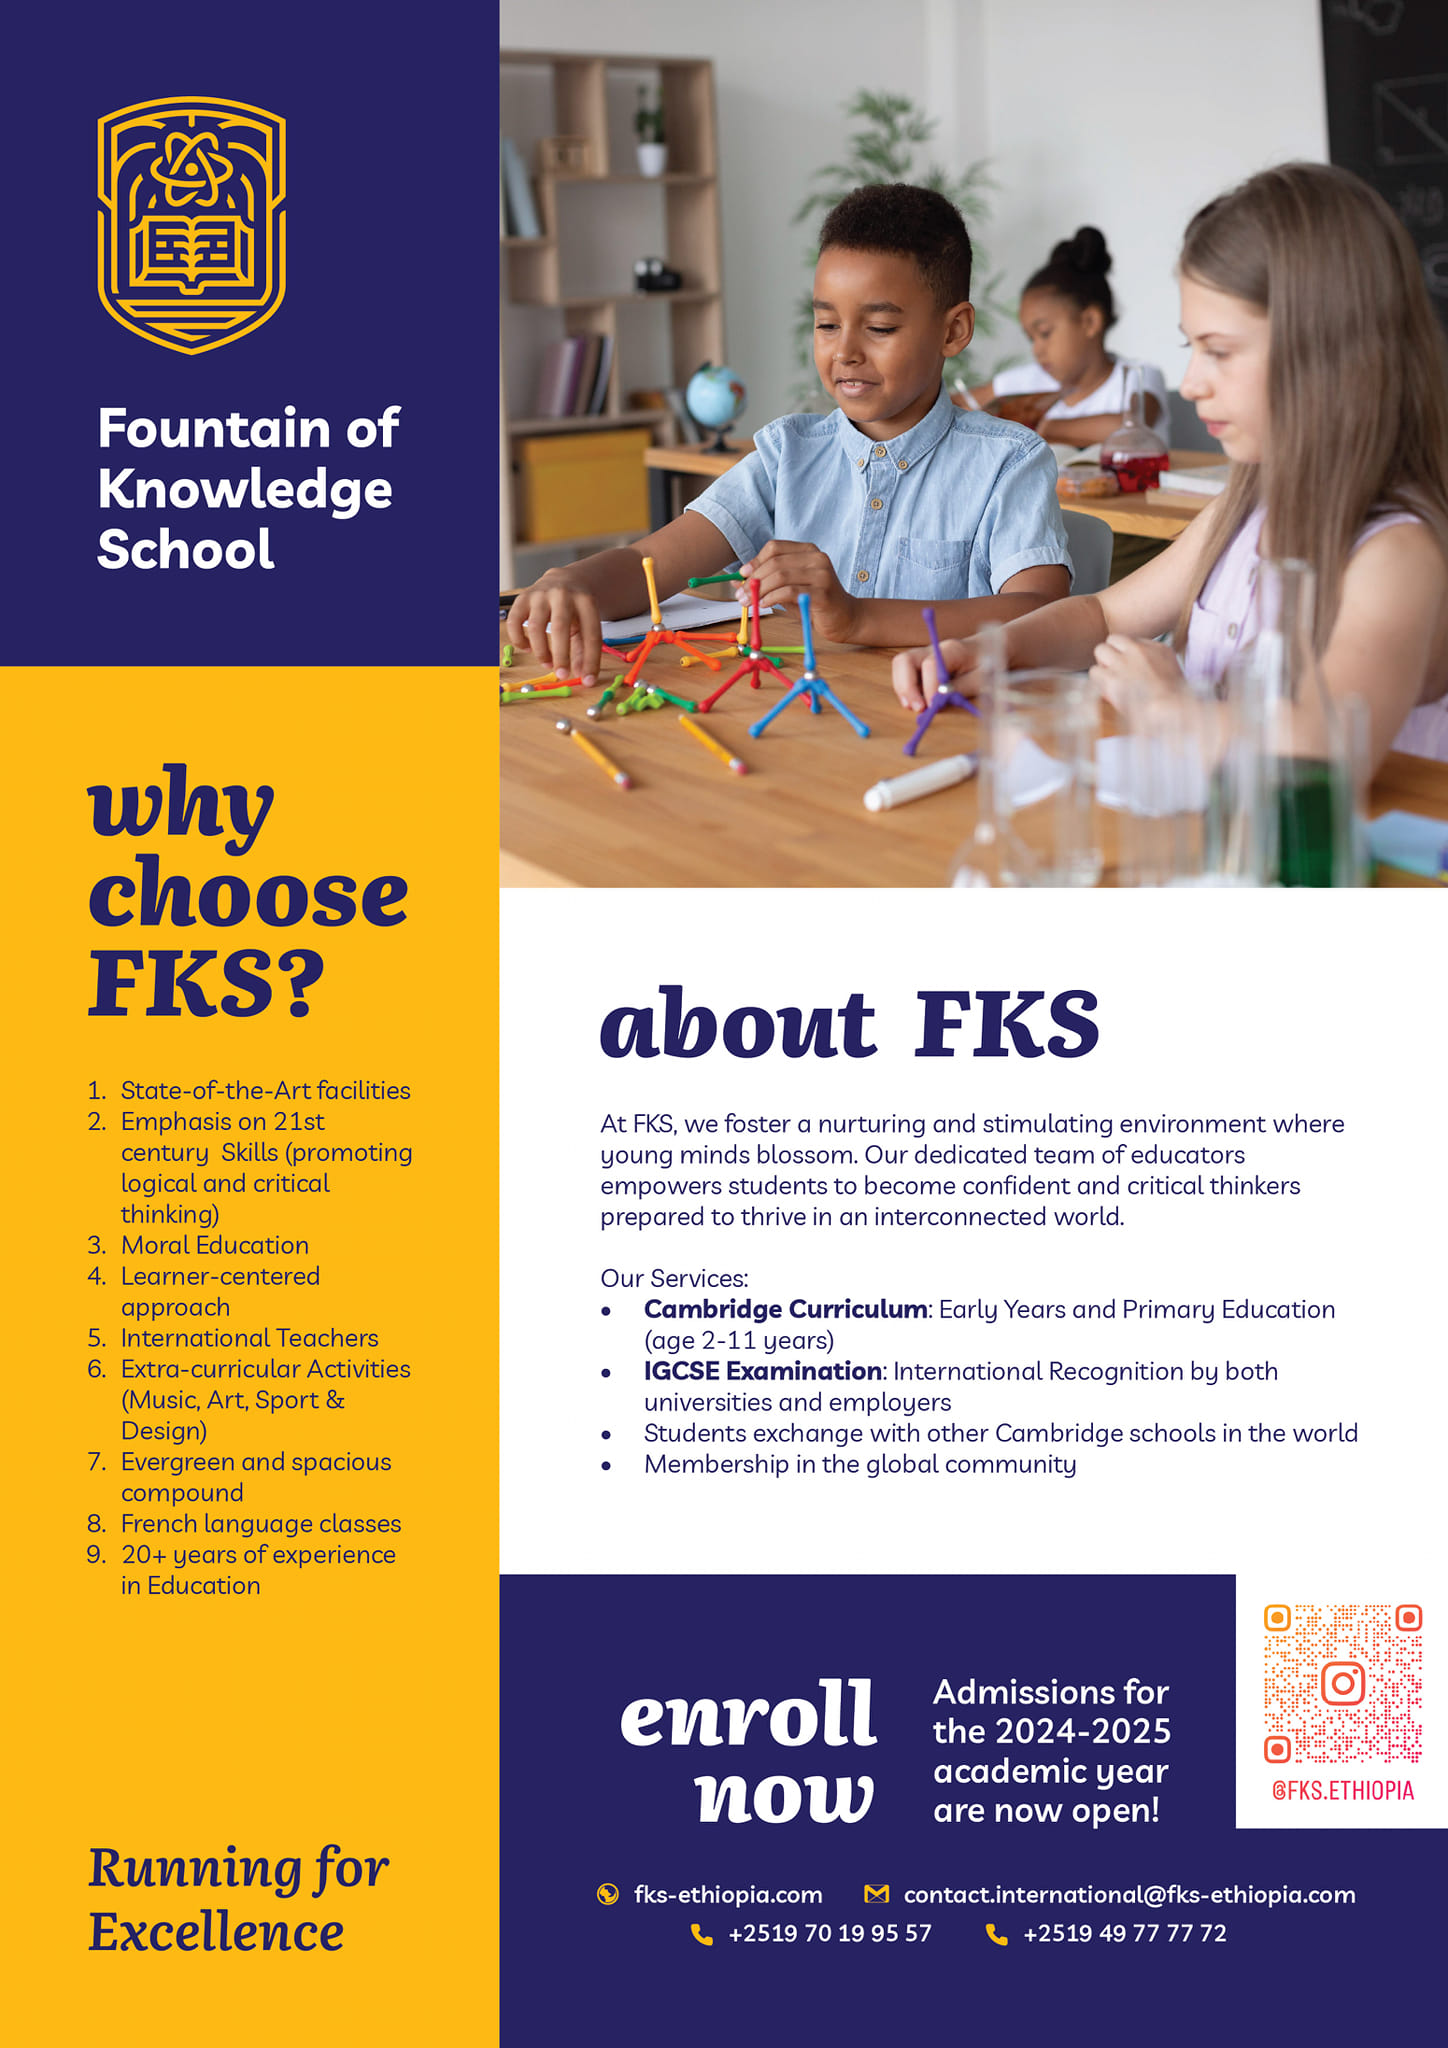 Fountain of
Knowledge
School
why
choose
FKS?
1. State-of-the-Art facilities
2. Emphasis on 21st
century Skills (promoting
logical and critical
thinking)
3. Moral Education
4. Learner-centered
approach
5. International Teachers
6. Extra-curricular Activities
(Music, Art, Sport &
Design)
7. Evergreen and spacious
compound
8. French language classes
9. 20+ years of experience
in Education
Running for
Excellence
about FKS
At FKS, we foster a nurturing and stimulating environment where
young minds blossom. Our dedicated team of educators
empowers students to become confident and critical thinkers
prepared to thrive in an interconnected world.
Our Services:
• Cambridge Curriculum: Early Years and Primary Education
(age 2-11 years)
• IGCSE Examination: International Recognition by both
universities and employers
• Students exchange with other Cambridge schools in the world
• Membership in the global community
enroll
now
Admissions for
the 2024-2025
academic year
are now open!
@FKS.ETHIOPIA
fks-ethiopia.com
contact.international@fks-ethiopia.com
+2519 70 19 95 57
+2519 49 77 77 72